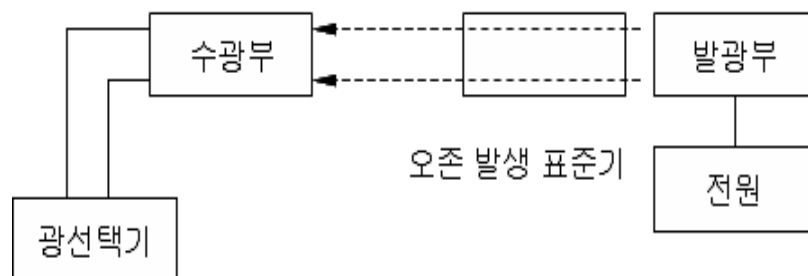 수광부
발광부
오존 발생 표준기
전원
광선택기